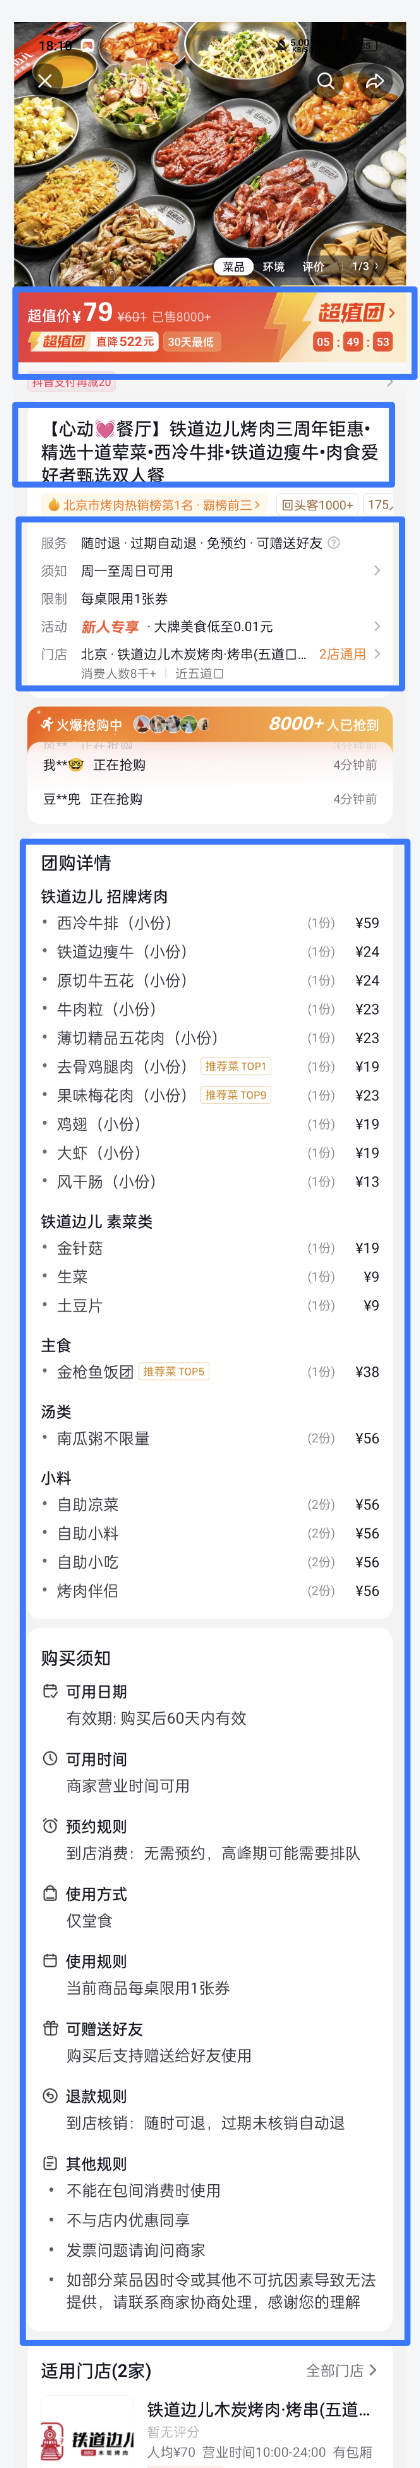 18:10
5.00
KB/S
菜品 环境 评价 1/3
超值价¥79 ¥601 已售8000+
超值团
超值团 直降522元 30天最低
05:49:53
抖音支付再减20
【心动💓餐厅】铁道边儿烤肉三周年钜惠•
精选十道荤菜•西冷牛排•铁道边瘦牛•肉食爱
好者甄选双人餐
北京市烤肉热销榜第1名 · 霸榜前三 回头客1000+ 175
服务 随时退 · 过期自动退 · 免预约 · 可赠送好友
须知 周一至周日可用
限制 每桌限用1张券
活动 新人专享 · 大牌美食低至0.01元
门店 北京 · 铁道边儿木炭烤肉·烤串(五道口... 2店通用
消费人数8千+ 近五道口
火爆抢购中 8000+人已抢到
正在抢购
我**🤓 正在抢购 4分钟前
豆**兜 正在抢购 4分钟前
团购详情
铁道边儿 招牌烤肉
• 西冷牛排（小份） (1份) ¥59
• 铁道边瘦牛（小份） (1份) ¥24
• 原切牛五花（小份） (1份) ¥24
• 牛肉粒（小份） (1份) ¥23
• 薄切精品五花肉（小份） (1份) ¥23
• 去骨鸡腿肉（小份） 推荐菜 TOP1 (1份) ¥19
• 果味梅花肉（小份） 推荐菜 TOP9 (1份) ¥23
• 鸡翅（小份） (1份) ¥19
• 大虾（小份） (1份) ¥19
• 风干肠（小份） (1份) ¥13
铁道边儿 素菜类
• 金针菇 (1份) ¥19
• 生菜 (1份) ¥9
• 土豆片 (1份) ¥9
主食
• 金枪鱼饭团 推荐菜 TOP5 (1份) ¥38
汤类
• 南瓜粥不限量 (2份) ¥56
小料
• 自助凉菜 (2份) ¥56
• 自助小料 (2份) ¥56
• 自助小吃 (2份) ¥56
• 烤肉伴侣 (2份) ¥56
购买须知
可用日期
有效期: 购买后60天内有效
可用时间
商家营业时间可用
预约规则
到店消费：无需预约，高峰期可能需要排队
使用方式
仅堂食
使用规则
当前商品每桌限用1张券
可赠送好友
购买后支持赠送给好友使用
退款规则
到店核销：随时可退，过期未核销自动退
其他规则
• 不能在包间消费时使用
• 不与店内优惠同享
• 发票问题请询问商家
• 如部分菜品因时令或其他不可抗因素导致无法
提供，请联系商家协商处理，感谢您的理解
适用门店(2家) 全部门店
铁道边儿木炭烤肉·烤串(五道...
暂无评分
人均¥70 营业时间10:00-24:00 有包厢
铁道边儿
木炭烤肉